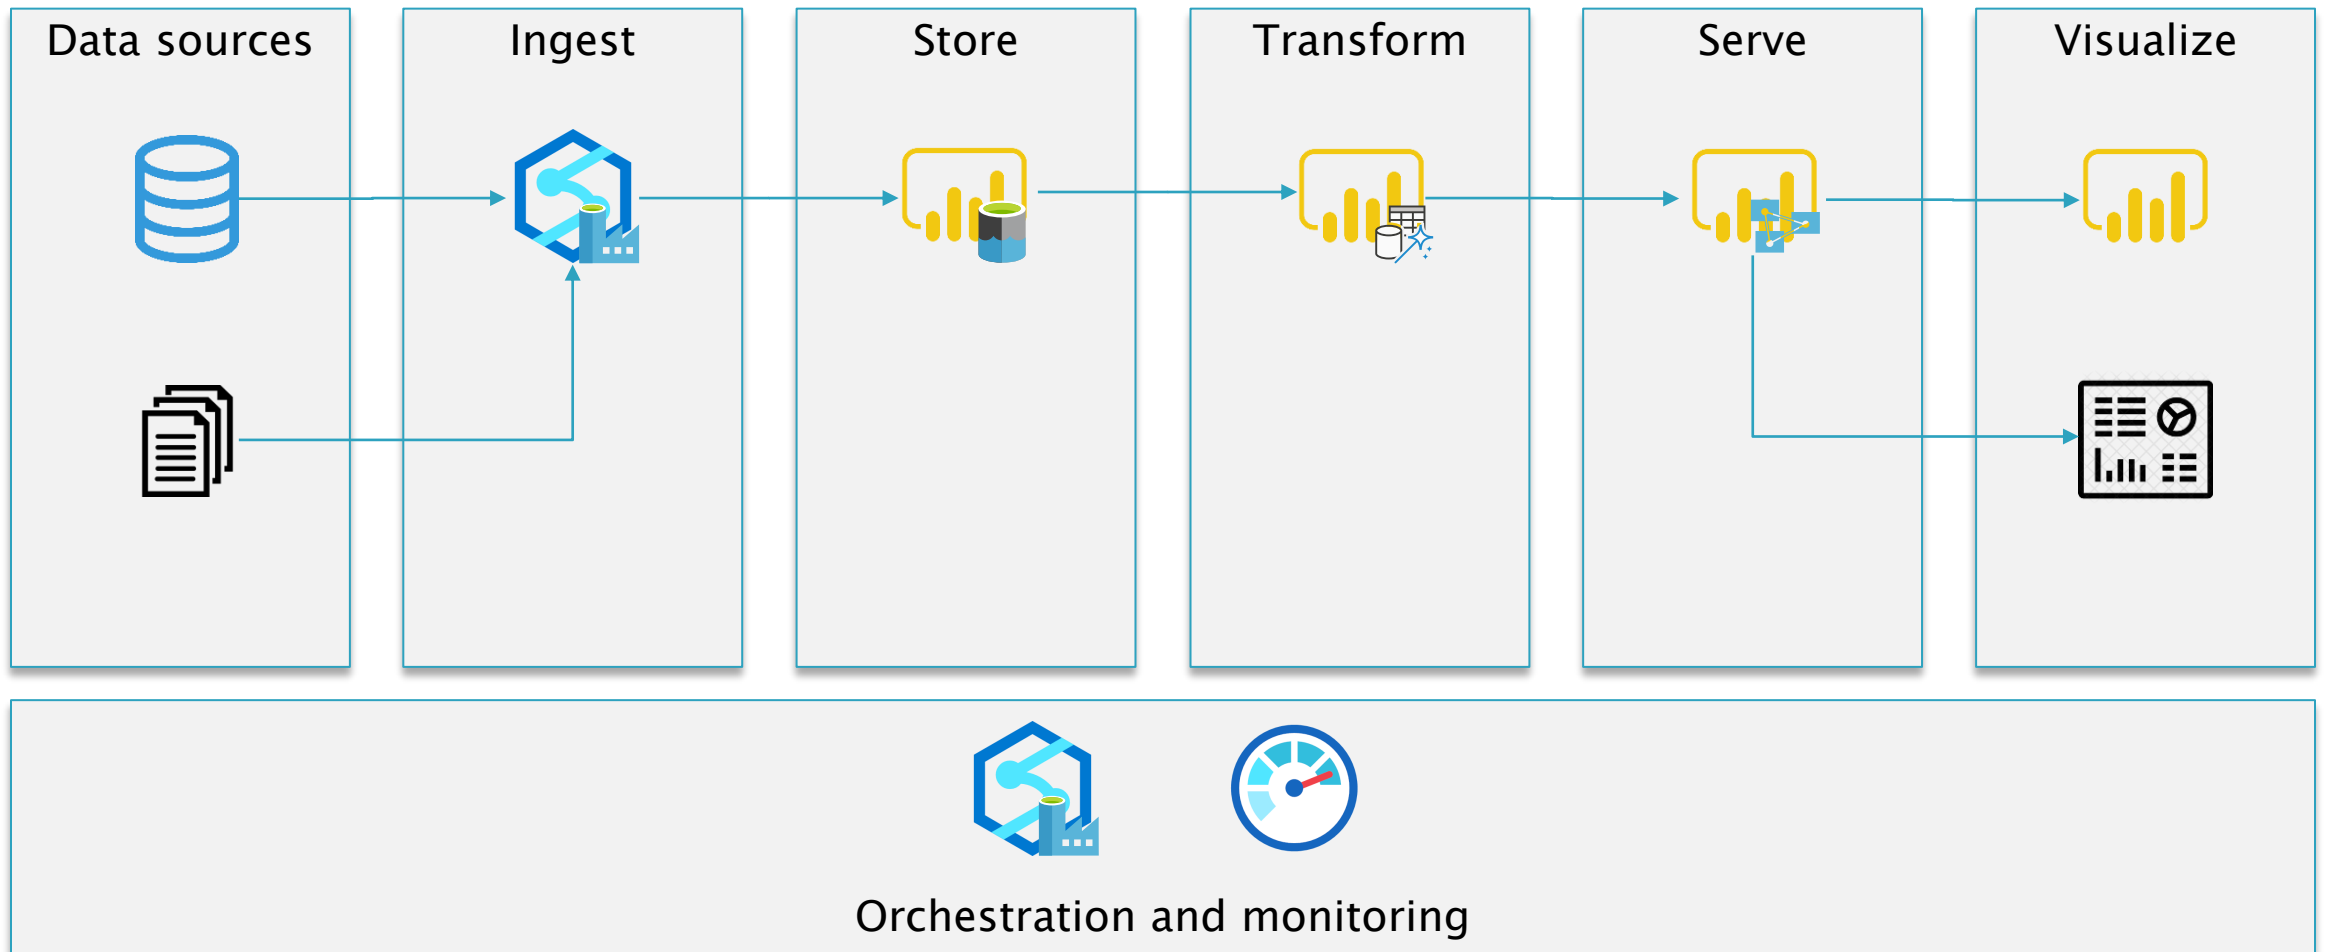 Data sources
Ingest
Store
Transform
Serve
Visualize
Orchestration and monitoring